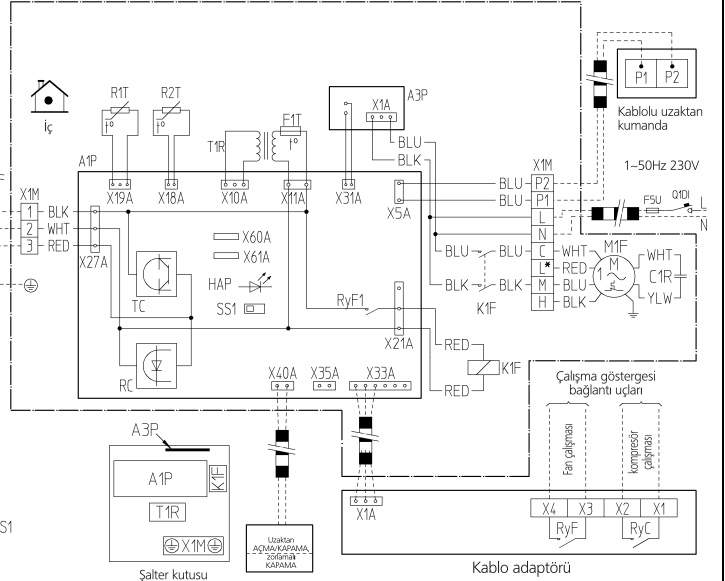 R1T
R2T
İç
t°
t°
T1R
F1T
t°
X1A
A3P
BLU
BLK
P1 P2
Kablolu uzaktan
kumanda
A1P
X19A
X18A
X10A
X11A
X31A
X5A
X1M
BLU P2
BLU P1
L
N
1~50Hz 230V
F5U
Q1DI
L
N
X1M
1 BLK
2 WHT
3 RED
X27A
X60A
X61A
HAP
SS1
TC
RC
RyF1
X21A
BLU BLU C WHT
L* RED
BLK BLK M BLU
H BLK
K1F
M1F
M
1
WHT
C1R
YLW
RED
K1F
RED
X40A
X35A
X33A
Çalışma göstergesi
bağlantı uçları
Fan çalışması
kompresör
çalışması
A3P
A1P
K1F
T1R
X1M
Şalter kutusu
S1
Uzaktan
AÇMA/KAPAMA
zorlamalı
KAPAMA
X1A
X4 X3 X2 X1
RyF
RyC
Kablo adaptörü